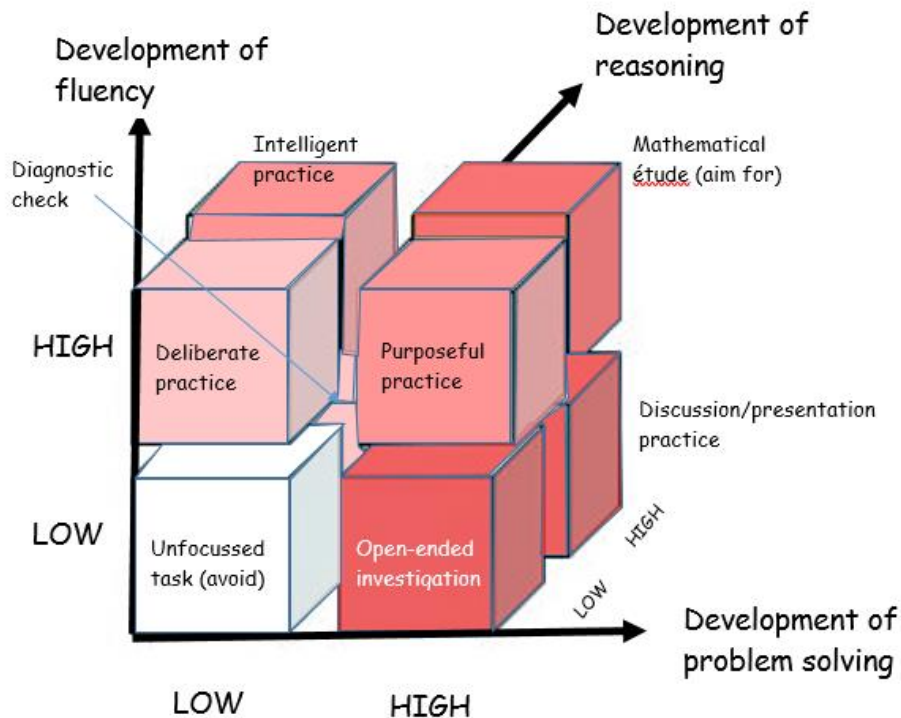 Development of
fluency
Development of
reasoning
Diagnostic
check
Intelligent
practice
Mathematical
étude (aim for)
HIGH
Deliberate
practice
Purposeful
practice
Discussion/presentation
practice
LOW
Unfocussed
task (avoid)
Open-ended
investigation
LOW
HIGH
Development of
problem solving
LOW
HIGH